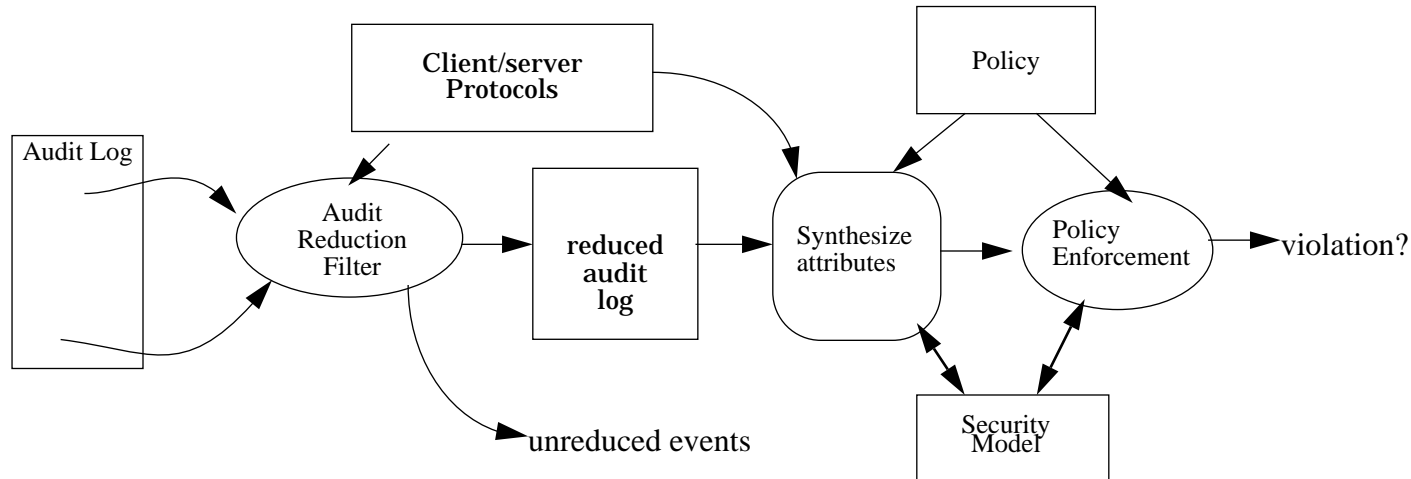 Client/server
Protocols
Policy
Audit Log
Audit
Reduction
Filter
reduced
audit
log
Synthesize
attributes
Policy
Enforcement
violation?
unreduced events
Security
Model